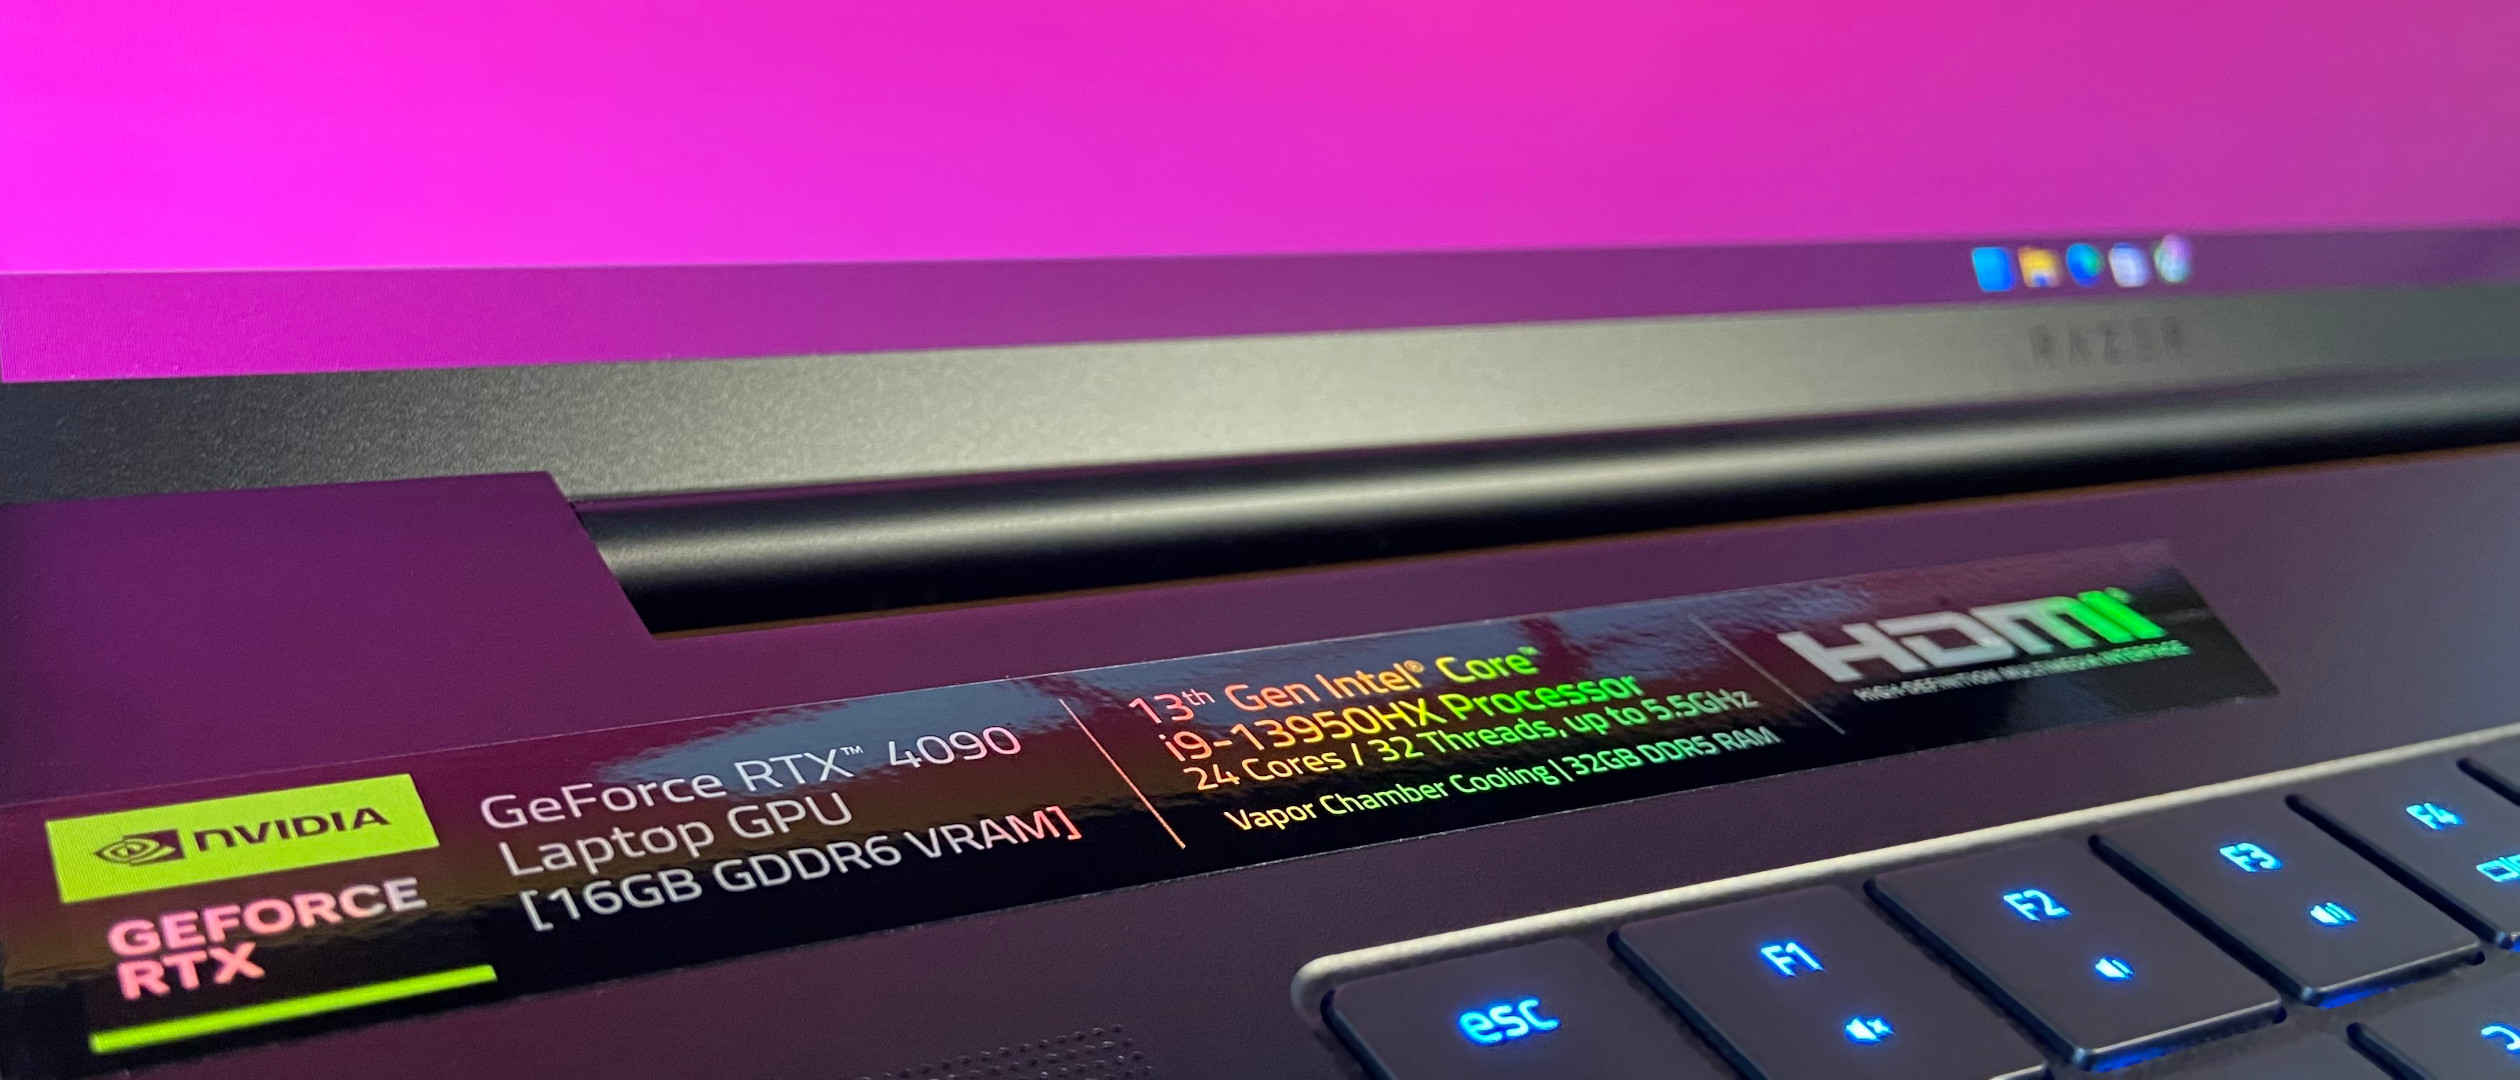 RAZER
NVIDIA
GEFORCE
RTX
GeForce RTX™ 4090
Laptop GPU
[16GB GDDR6 VRAM]
13th Gen Intel® Core™
i9-13950HX Processor
24 Cores / 32 Threads, up to 5.5GHz
Vapor Chamber Cooling | 32GB DDR5 RAM
HDMI®
HIGH-DEFINITION MULTIMEDIA INTERFACE
esc
F1
F2
F3
F4